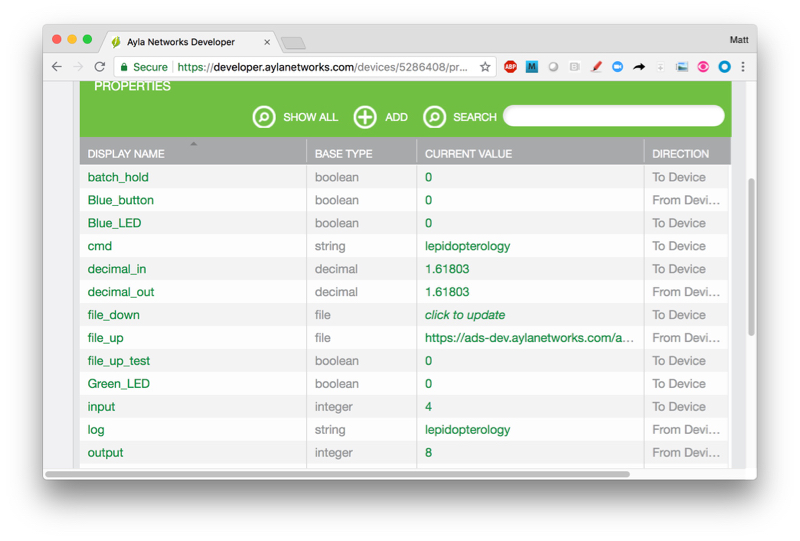 Ayla Networks Developer
Matt
Secure https://developer.aylanetworks.com/devices/5286408/pr…
ABP M
PROPERTIES
SHOW ALL ADD SEARCH
DISPLAY NAME BASE TYPE CURRENT VALUE DIRECTION
batch_hold boolean 0 To Device
Blue_button boolean 0 From Devi...
Blue_LED boolean 0 To Device
cmd string lepidopterology To Device
decimal_in decimal 1.61803 To Device
decimal_out decimal 1.61803 From Devi...
file_down file click to update To Device
file_up file https://ads-dev.aylanetworks.com/a... From Devi...
file_up_test boolean 0 To Device
Green_LED boolean 0 To Device
input integer 4 To Device
log string lepidopterology From Devi...
output integer 8 From Devi...